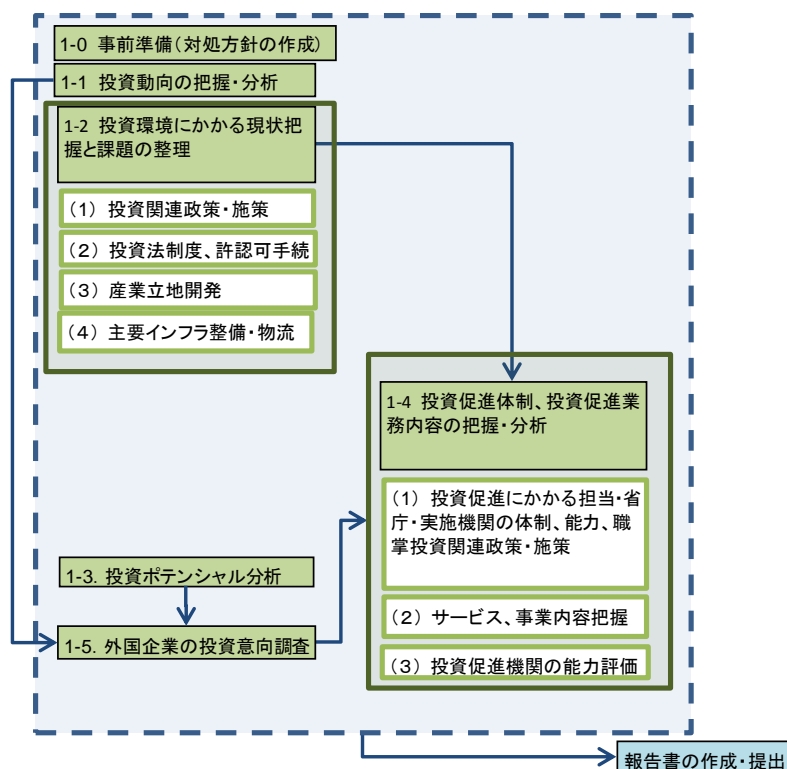 1-0 事前準備(対処方針の作成)
1-1 投資動向の把握・分析
1-2 投資環境にかかる現状把
握と課題の整理
(1) 投資関連政策・施策
(2) 投資法制度、許認可手続
(3) 産業立地開発
(4) 主要インフラ整備・物流
1-4 投資促進体制、投資促進業
務内容の把握・分析
(1) 投資促進にかかる担当・省
庁・実施機関の体制、能力、職
掌投資関連政策・施策
(2) サービス、事業内容把握
(3) 投資促進機関の能力評価
1-3. 投資ポテンシャル分析
1-5. 外国企業の投資意向調査
報告書の作成・提出